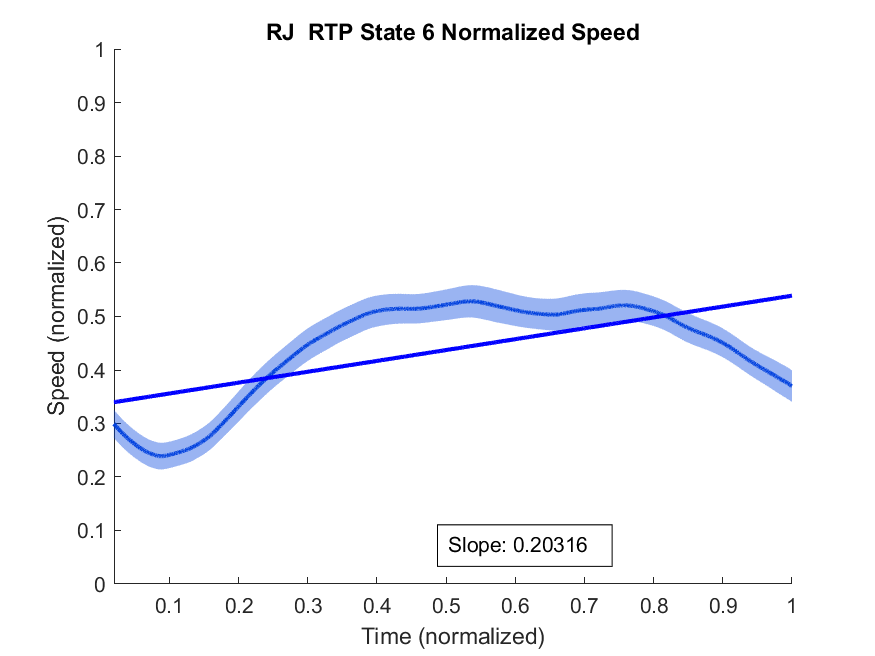 RJ  RTP State 6 Normalized Speed
1
0.9
0.8
0.7
0.6
0.5
0.4
0.3
0.2
0.1
0
Speed (normalized)
Slope: 0.20316
0.1 0.2 0.3 0.4 0.5 0.6 0.7 0.8 0.9 1
Time (normalized)